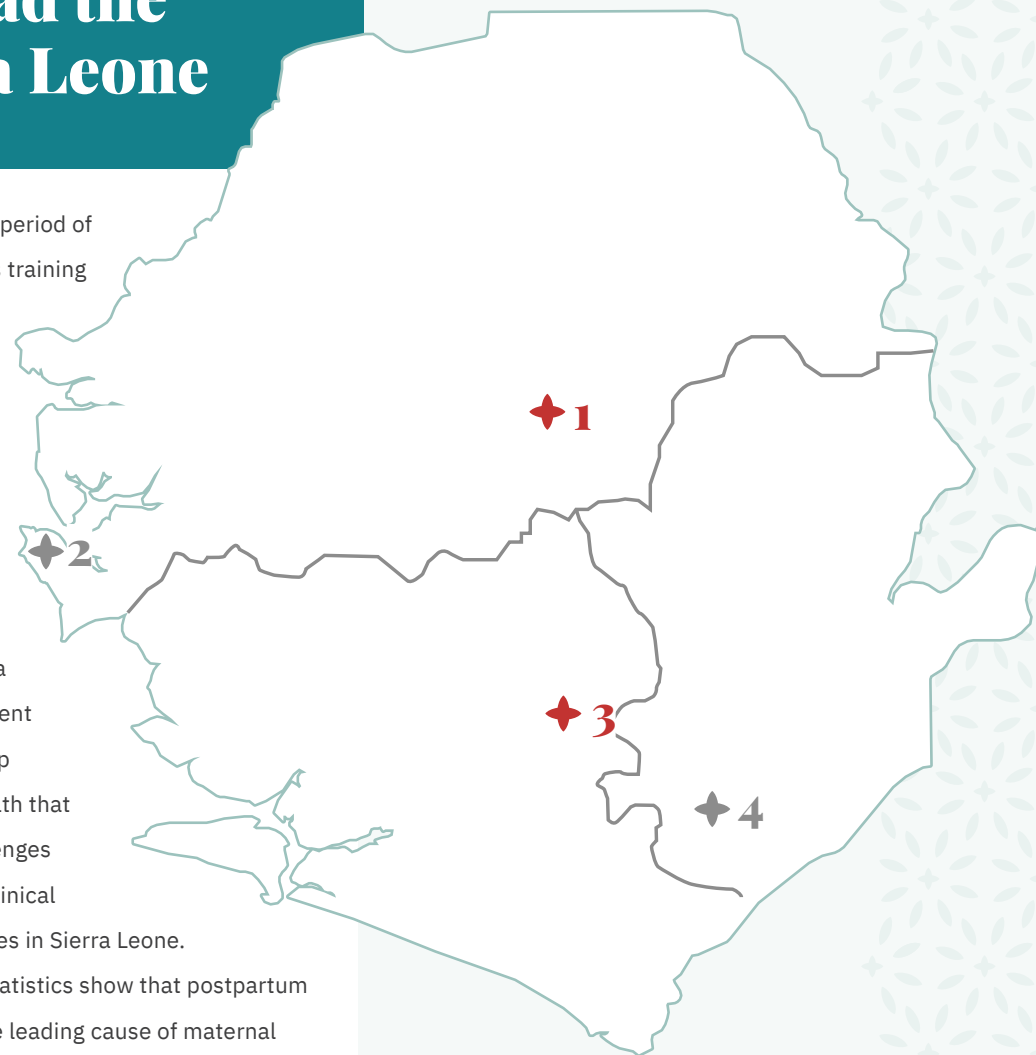 ad the
a Leone
period of
training
1
2
3
a
ent
p
4
th that
enges
inical
es in Sierra Leone.
atistics show that postpartum
e leading cause of maternal